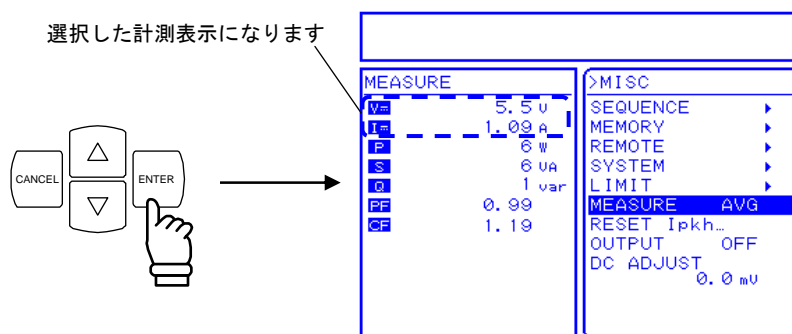 選択した計測表示になります
CANCEL
ENTER
MEASURE
V⎓ 5.5 V
I⎓ 1.09 A
P 6 W
S 6 VA
Q 1 var
PF 0.99
CF 1.19
>MISC
SEQUENCE
MEMORY
REMOTE
SYSTEM
LIMIT
MEASURE AVG
RESET Ipkh…
OUTPUT OFF
DC ADJUST
0.0 mV